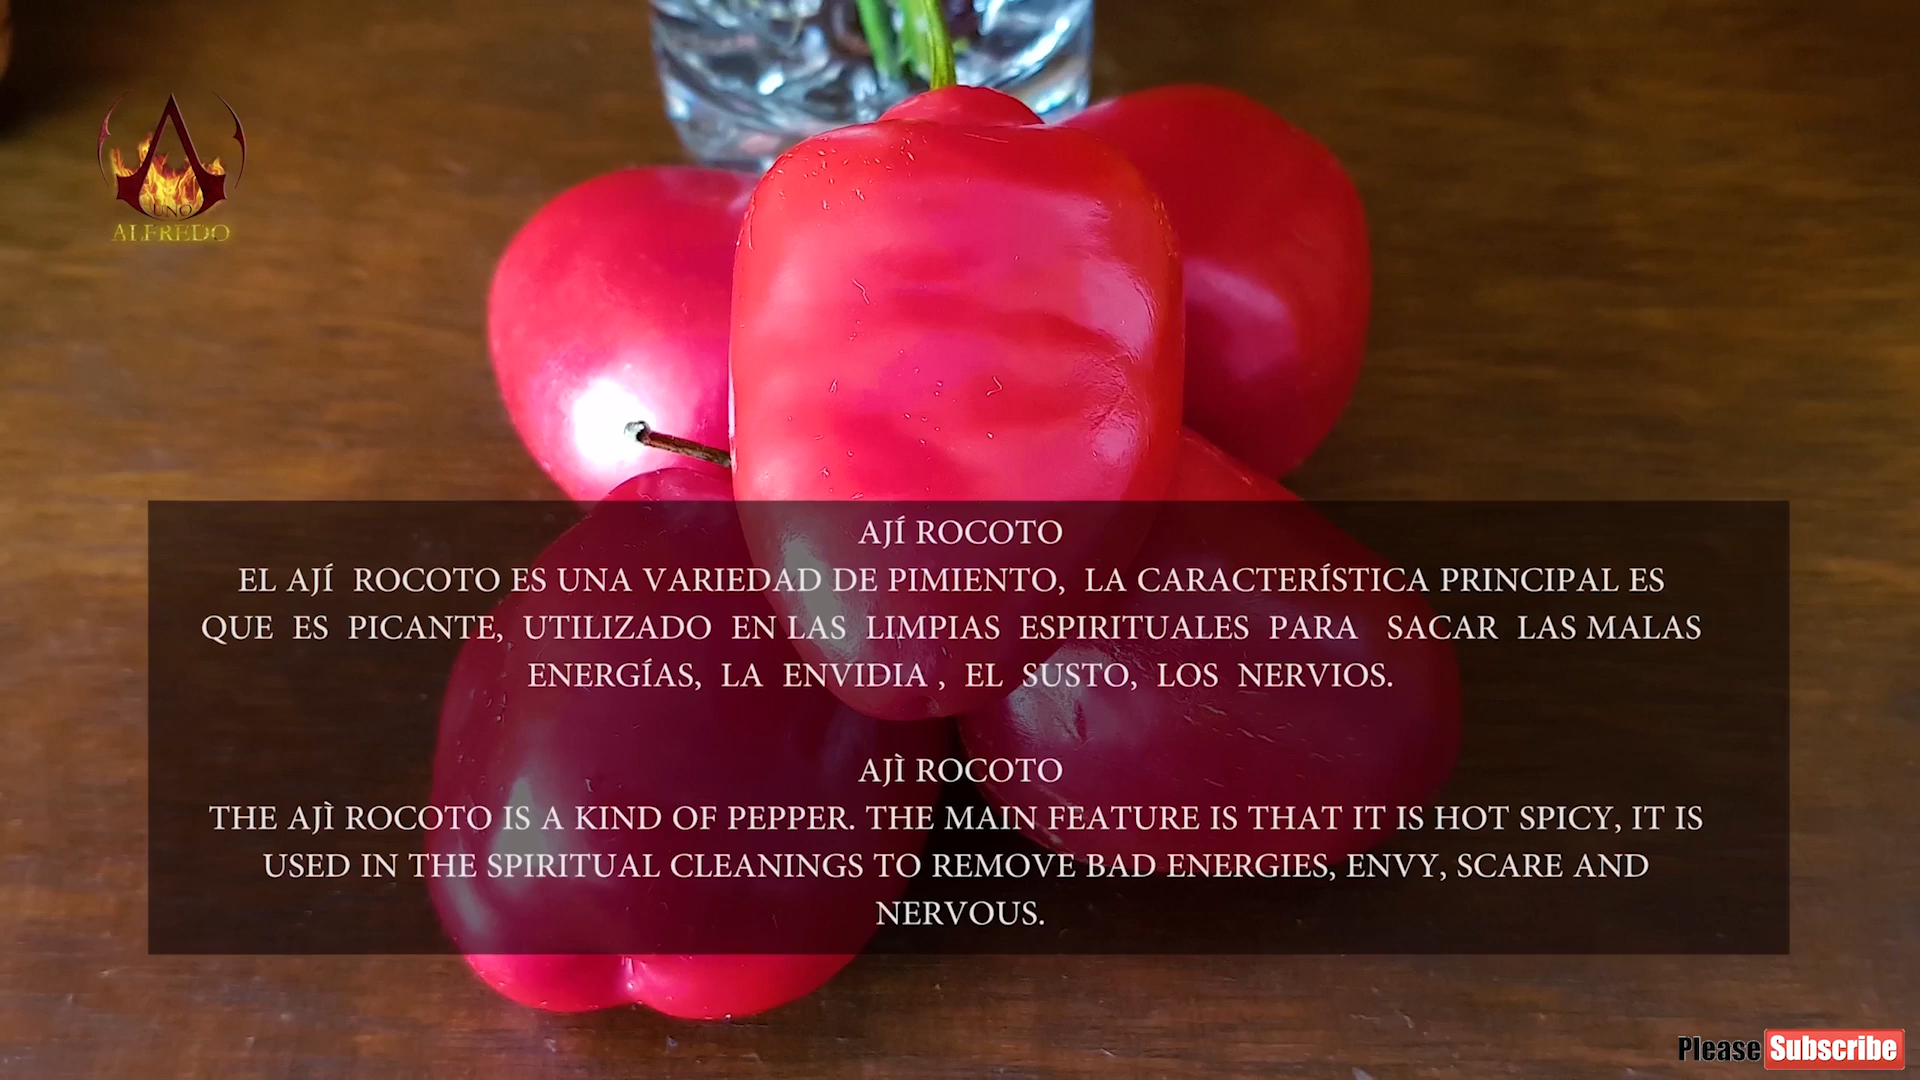 UNO
ALFREDO
AJÍ ROCOTO
EL AJÍ ROCOTO ES UNA VARIEDAD DE PIMIENTO, LA CARACTERÍSTICA PRINCIPAL ES
QUE ES PICANTE, UTILIZADO EN LAS LIMPIAS ESPIRITUALES PARA SACAR LAS MALAS
ENERGÍAS, LA ENVIDIA , EL SUSTO, LOS NERVIOS.
AJÌ ROCOTO
THE AJÌ ROCOTO IS A KIND OF PEPPER. THE MAIN FEATURE IS THAT IT IS HOT SPICY, IT IS
USED IN THE SPIRITUAL CLEANINGS TO REMOVE BAD ENERGIES, ENVY, SCARE AND
NERVOUS.
Please Subscribe